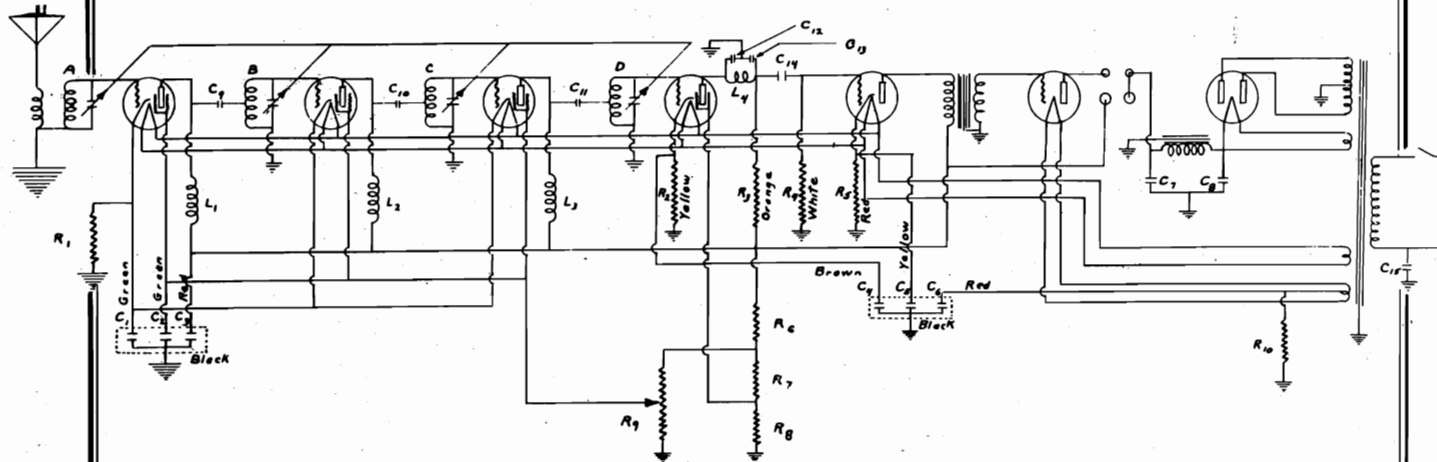 C12
C13
A
B
C
D
C14
C9
C10
C11
L4
L1
L2
L3
R1
R2
Yellow
R3
Orange
R4
White
R5
Red
C7
C8
Green
Green
Red
Yellow
Brown
C4
C5
C6
Red
C15
C1
C2
C3
Black
Black
R6
R10
R7
R9
R8